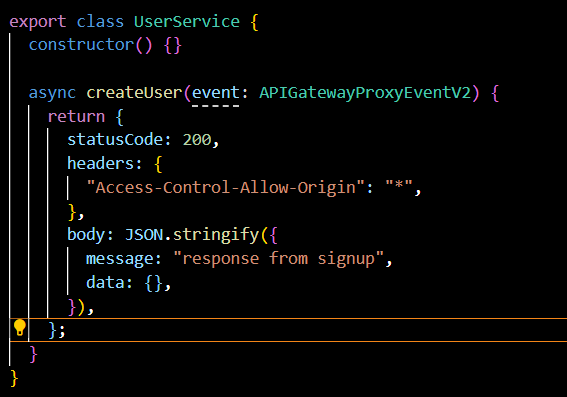 export class UserService {
  constructor() {}
  async createUser(event: APIGatewayProxyEventV2) {
    return {
      statusCode: 200,
      headers: {
        "Access-Control-Allow-Origin": "*",
      },
      body: JSON.stringify({
        message: "response from signup",
        data: {},
      }),
    };
  }
}